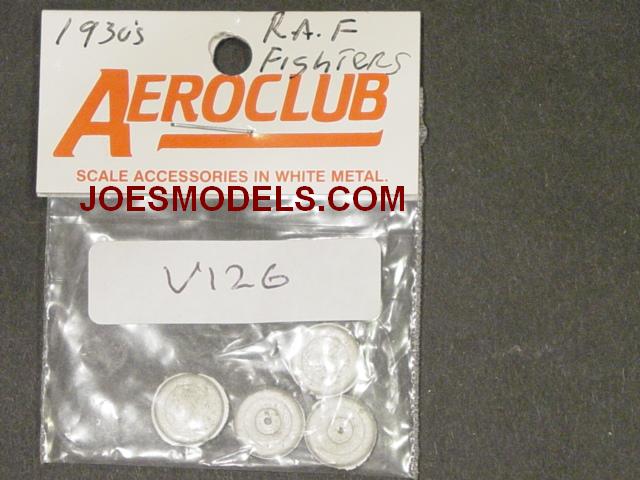 1930's R.A.F
Fighters
AEROCLUB
SCALE ACCESSORIES IN WHITE METAL.
JOESMODELS.COM
V126